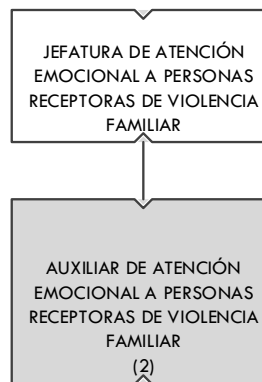 JEFATURA DE ATENCIÓN
EMOCIONAL A PERSONAS
RECEPTORAS DE VIOLENCIA
FAMILIAR
AUXILIAR DE ATENCIÓN
EMOCIONAL A PERSONAS
RECEPTORAS DE VIOLENCIA
FAMILIAR
(2)